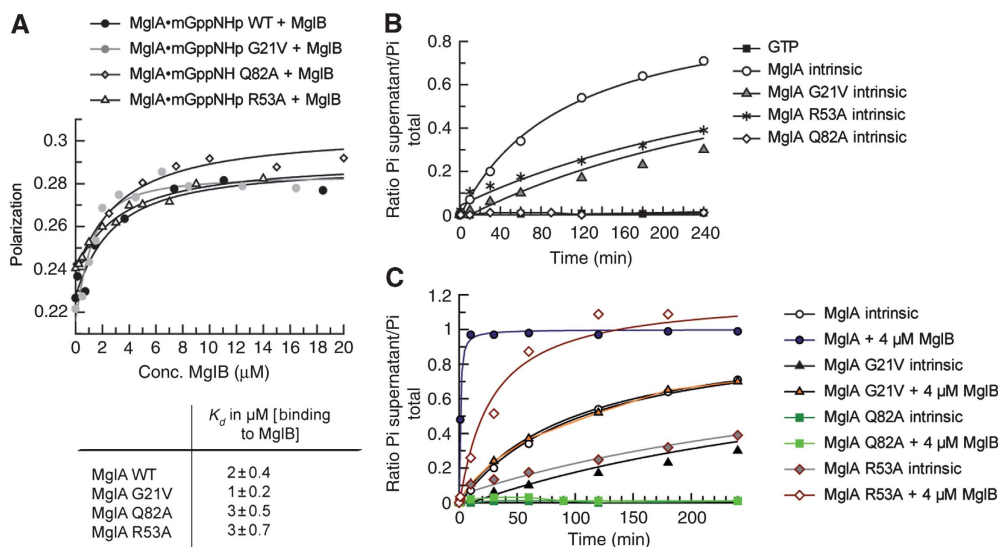 A
MglA•mGppNHp WT + MglB
MglA•mGppNHp G21V + MglB
MglA•mGppNH Q82A + MglB
MglA•mGppNHp R53A + MglB
Polarization
0.3
0.28
0.26
0.24
0.22
0 2 4 6 8 10 12 14 16 18 20
Conc. MglB (μM)
Kd in μM [binding
to MglB]
MglA WT 2±0.4
MglA G21V 1±0.2
MglA Q82A 3±0.5
MglA R53A 3±0.7
B
Ratio Pi supernatant/Pi
total
0.8
0.6
0.4
0.2
0
0 40 80 120 160 200 240
Time (min)
GTP
MglA intrinsic
MglA G21V intrinsic
MglA R53A intrinsic
MglA Q82A intrinsic
C
Ratio Pi supernatant/Pi
total
1.2
1
0.8
0.6
0.4
0.2
0
0 50 100 150 200
Time (min)
MglA intrinsic
MglA + 4 μM MglB
MglA G21V intrinsic
MglA G21V + 4 μM MglB
MglA Q82A intrinsic
MglA Q82A + 4 μM MglB
MglA R53A intrinsic
MglA R53A + 4 μM MglB